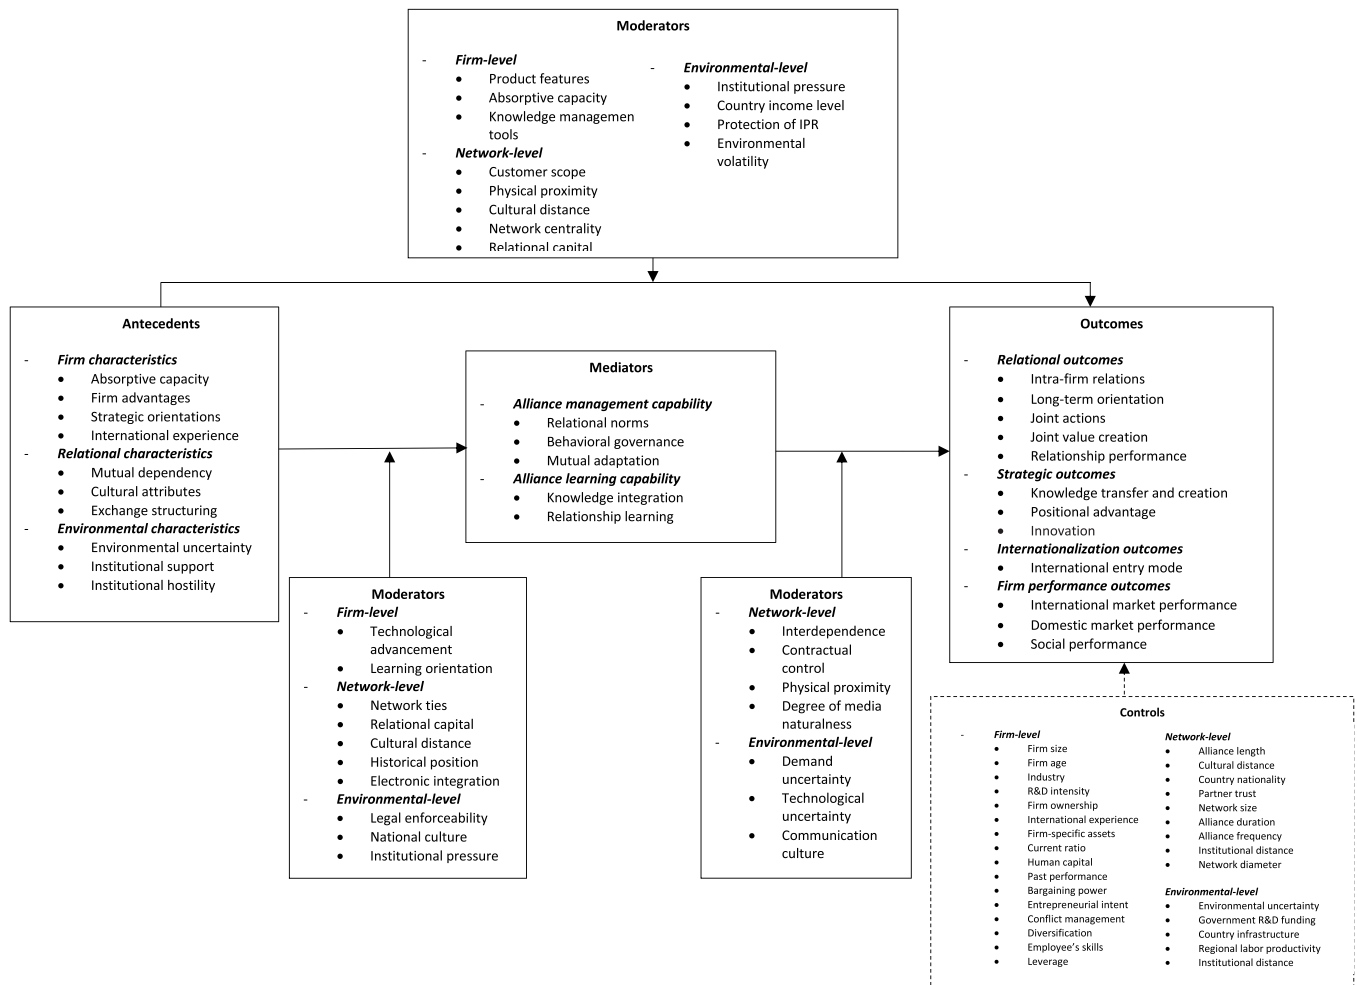 Moderators
- Firm-level
● Product features
● Absorptive capacity
● Knowledge managemen
tools
- Network-level
● Customer scope
● Physical proximity
● Cultural distance
● Network centrality
● Relational capital
- Environmental-level
● Institutional pressure
● Country income level
● Protection of IPR
● Environmental
volatility
Antecedents
- Firm characteristics
● Absorptive capacity
● Firm advantages
● Strategic orientations
● International experience
- Relational characteristics
● Mutual dependency
● Cultural attributes
● Exchange structuring
- Environmental characteristics
● Environmental uncertainty
● Institutional support
● Institutional hostility
Mediators
- Alliance management capability
● Relational norms
● Behavioral governance
● Mutual adaptation
- Alliance learning capability
● Knowledge integration
● Relationship learning
Outcomes
- Relational outcomes
● Intra-firm relations
● Long-term orientation
● Joint actions
● Joint value creation
● Relationship performance
- Strategic outcomes
● Knowledge transfer and creation
● Positional advantage
● Innovation
- Internationalization outcomes
● International entry mode
- Firm performance outcomes
● International market performance
● Domestic market performance
● Social performance
Moderators
- Firm-level
● Technological
advancement
● Learning orientation
- Network-level
● Network ties
● Relational capital
● Cultural distance
● Historical position
● Electronic integration
- Environmental-level
● Legal enforceability
● National culture
● Institutional pressure
Moderators
- Network-level
● Interdependence
● Contractual
control
● Physical proximity
● Degree of media
naturalness
- Environmental-level
● Demand
uncertainty
● Technological
uncertainty
● Communication
culture
Controls
- Firm-level
● Firm size
● Firm age
● Industry
● R&D intensity
● Firm ownership
● International experience
● Firm-specific assets
● Current ratio
● Human capital
● Past performance
● Bargaining power
● Entrepreneurial intent
● Conflict management
● Diversification
● Employee’s skills
● Leverage
Network-level
● Alliance length
● Cultural distance
● Country nationality
● Partner trust
● Network size
● Alliance duration
● Alliance frequency
● Institutional distance
● Network diameter
Environmental-level
● Environmental uncertainty
● Government R&D funding
● Country infrastructure
● Regional labor productivity
● Institutional distance